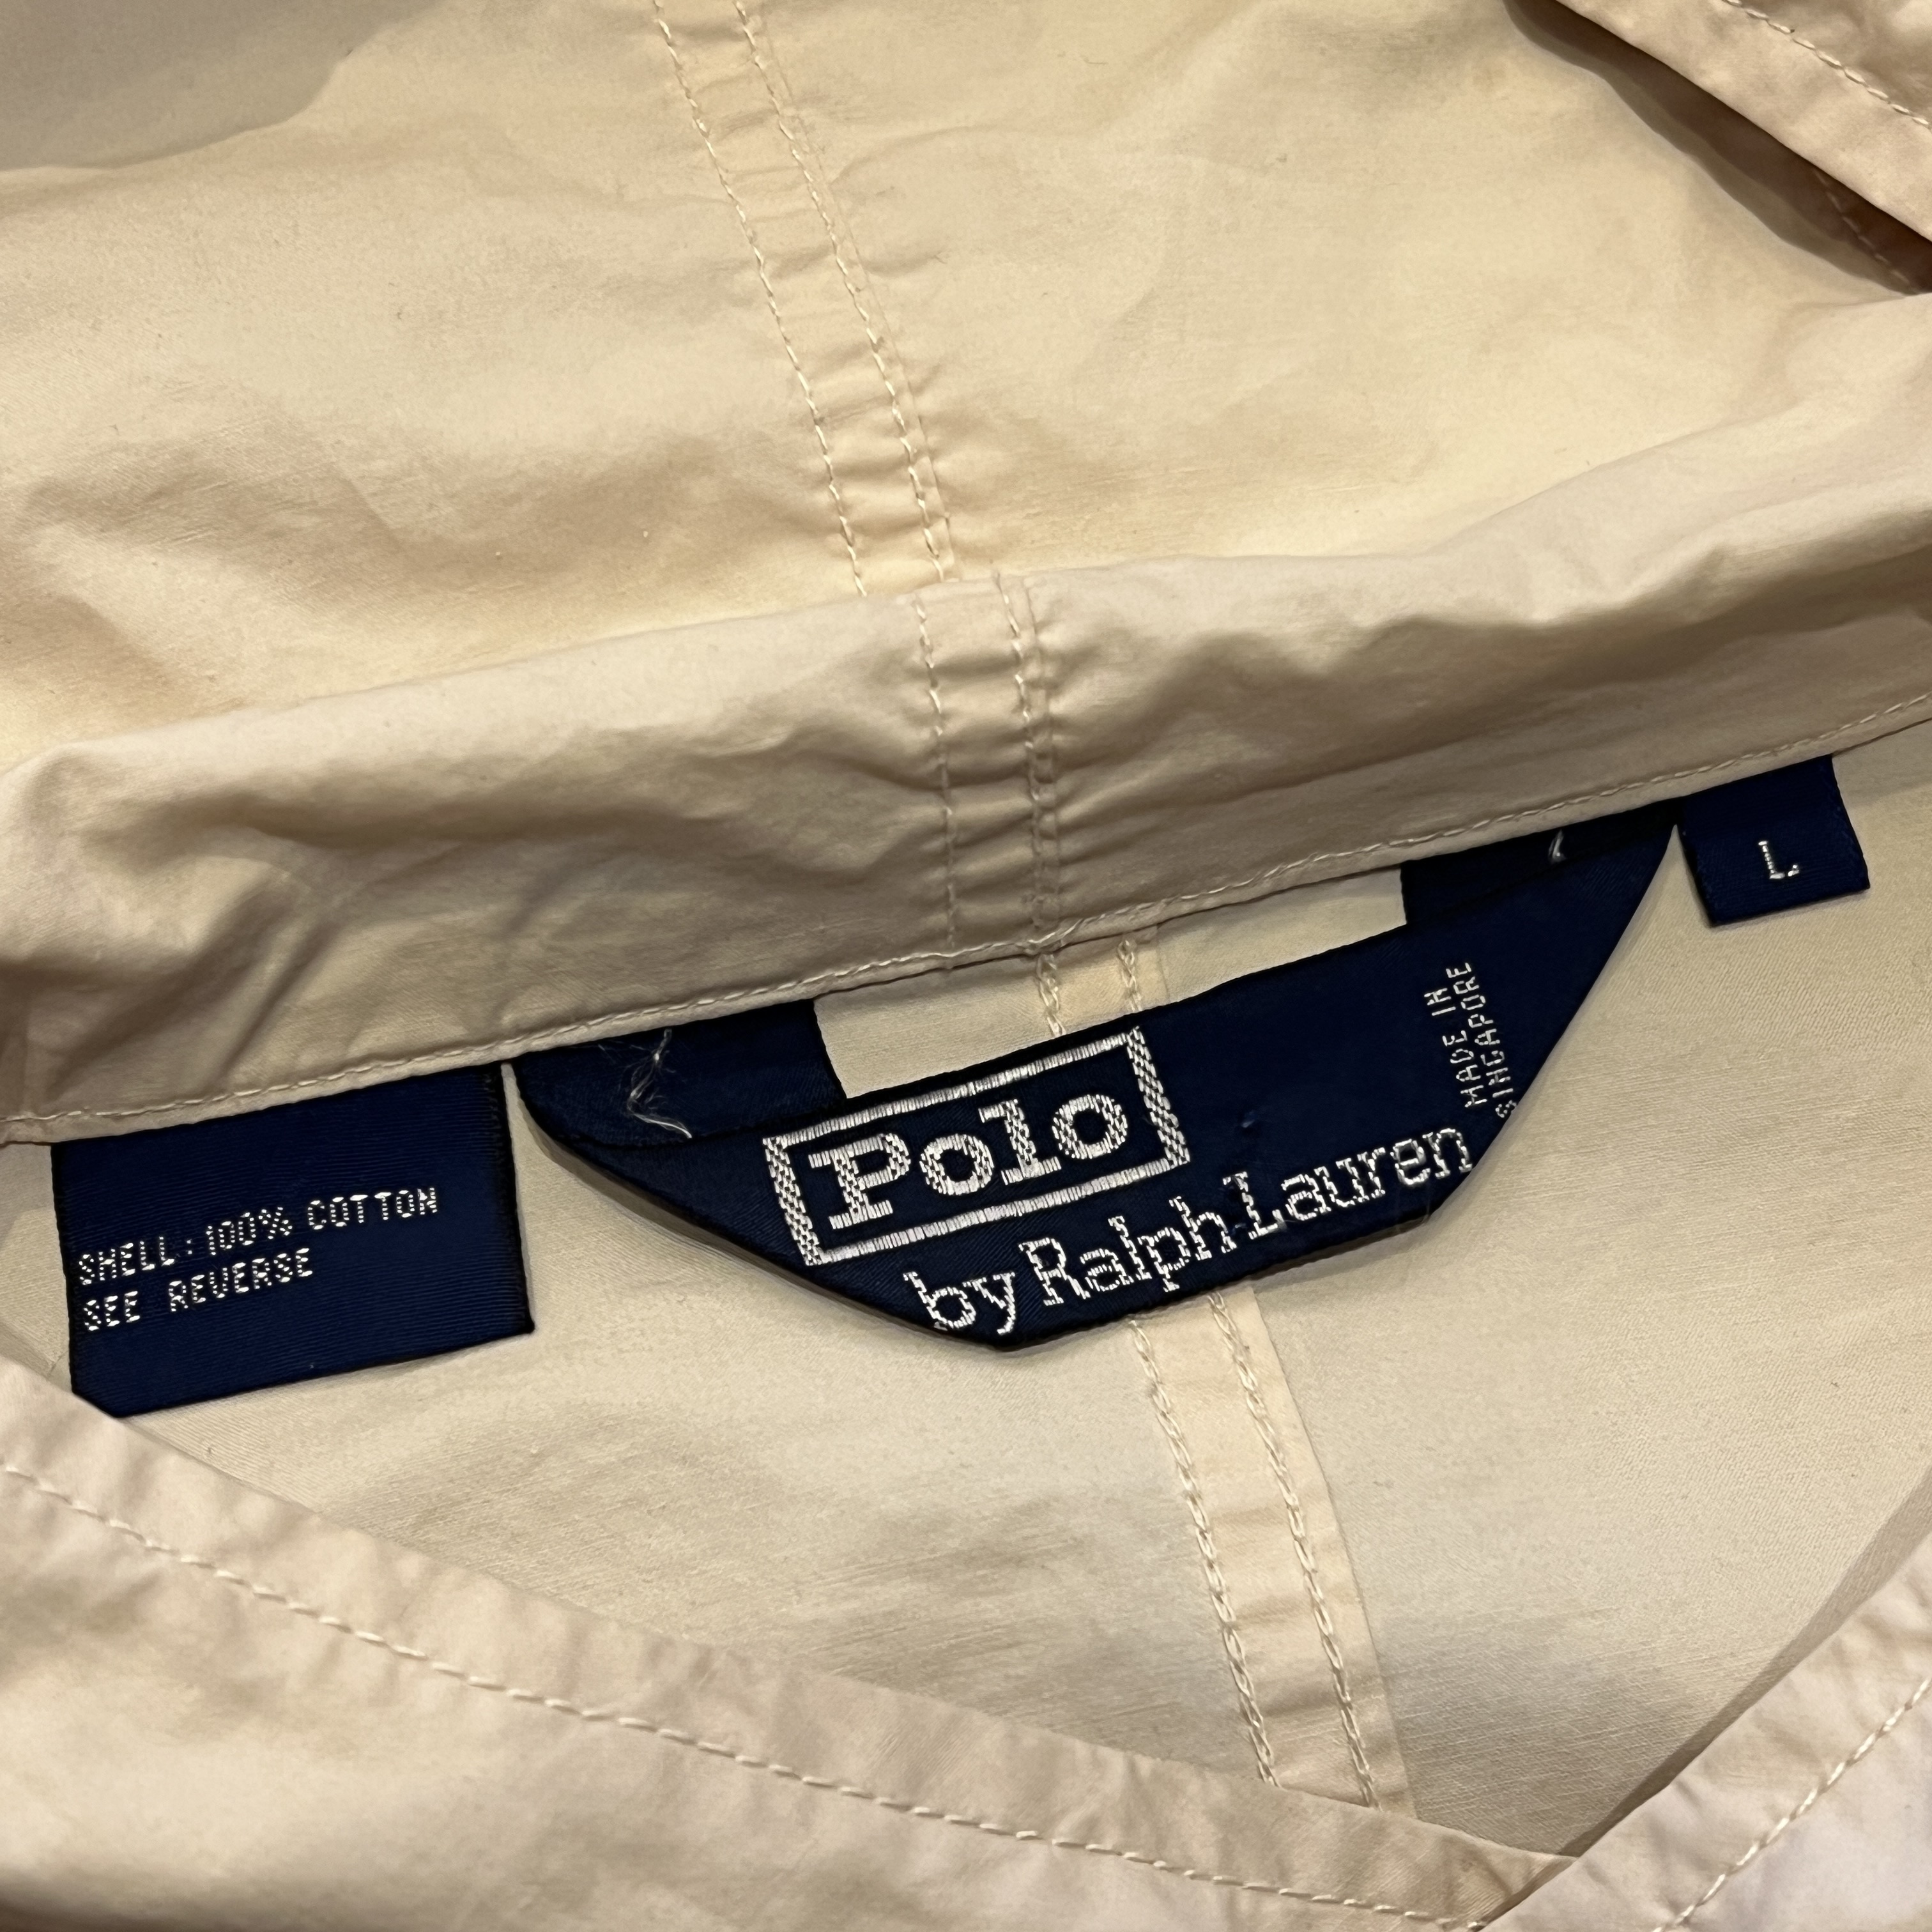 SHELL: 100% COTTON
SEE REVERSE
Polo
by Ralph Lauren
MADE IN
SINGAPORE
L